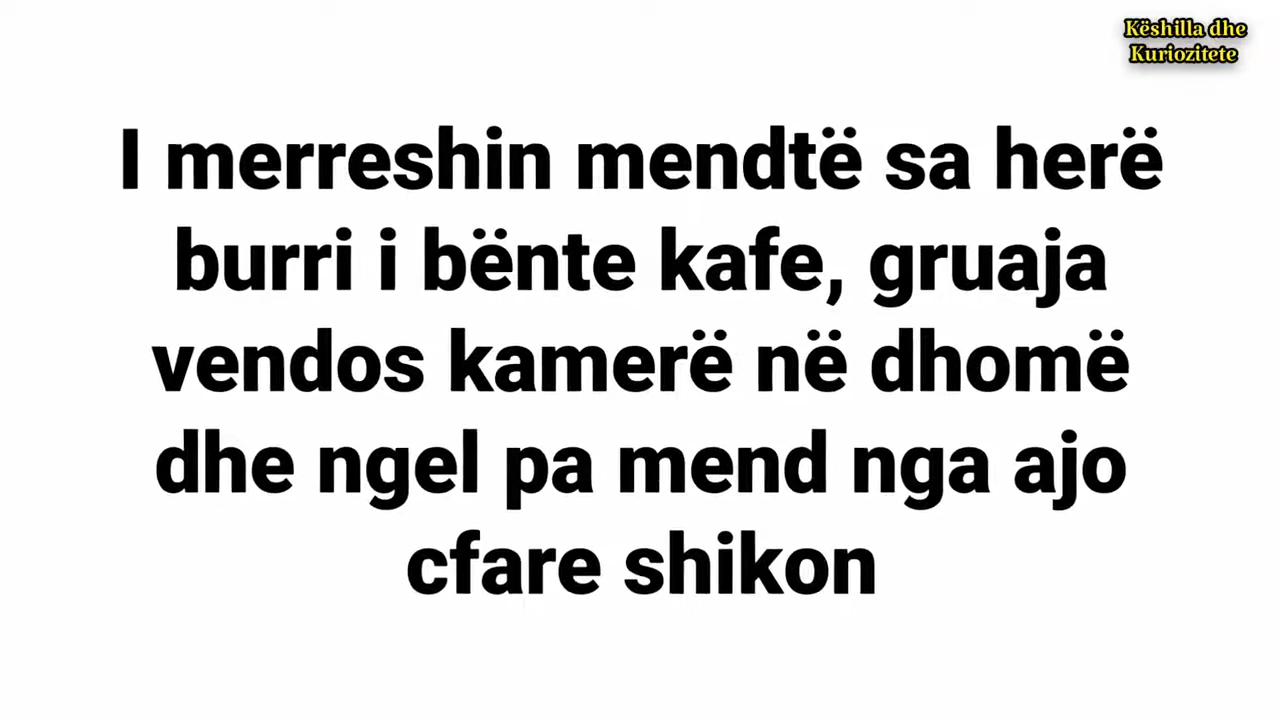 Këshilla dhe
Kuriozitete
I merreshin mendtë sa herë
burri i bënte kafe, gruaja
vendos kamerë në dhomë
dhe ngel pa mend nga ajo
cfare shikon